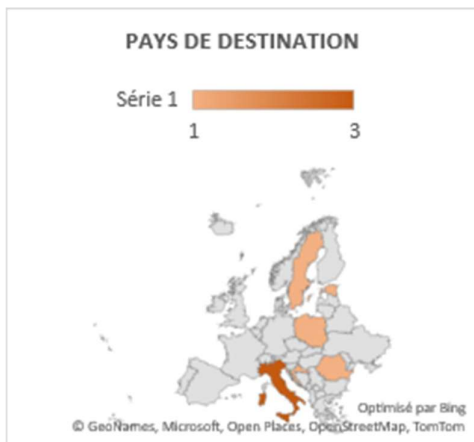 PAYS DE DESTINATION
Série 1
1 3
Optimisé par Bing
© GeoNames, Microsoft, Open Places, OpenStreetMap, TomTom